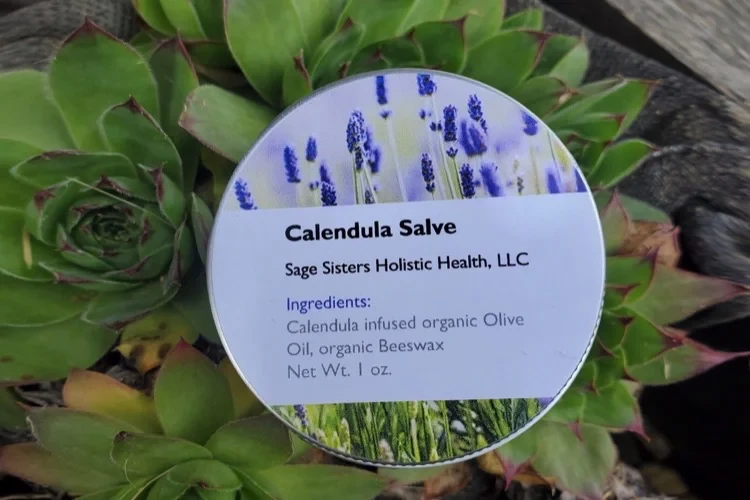 Calendula Salve
Sage Sisters Holistic Health, LLC
Ingredients:
Calendula infused organic Olive
Oil, organic Beeswax
Net Wt. 1 oz.